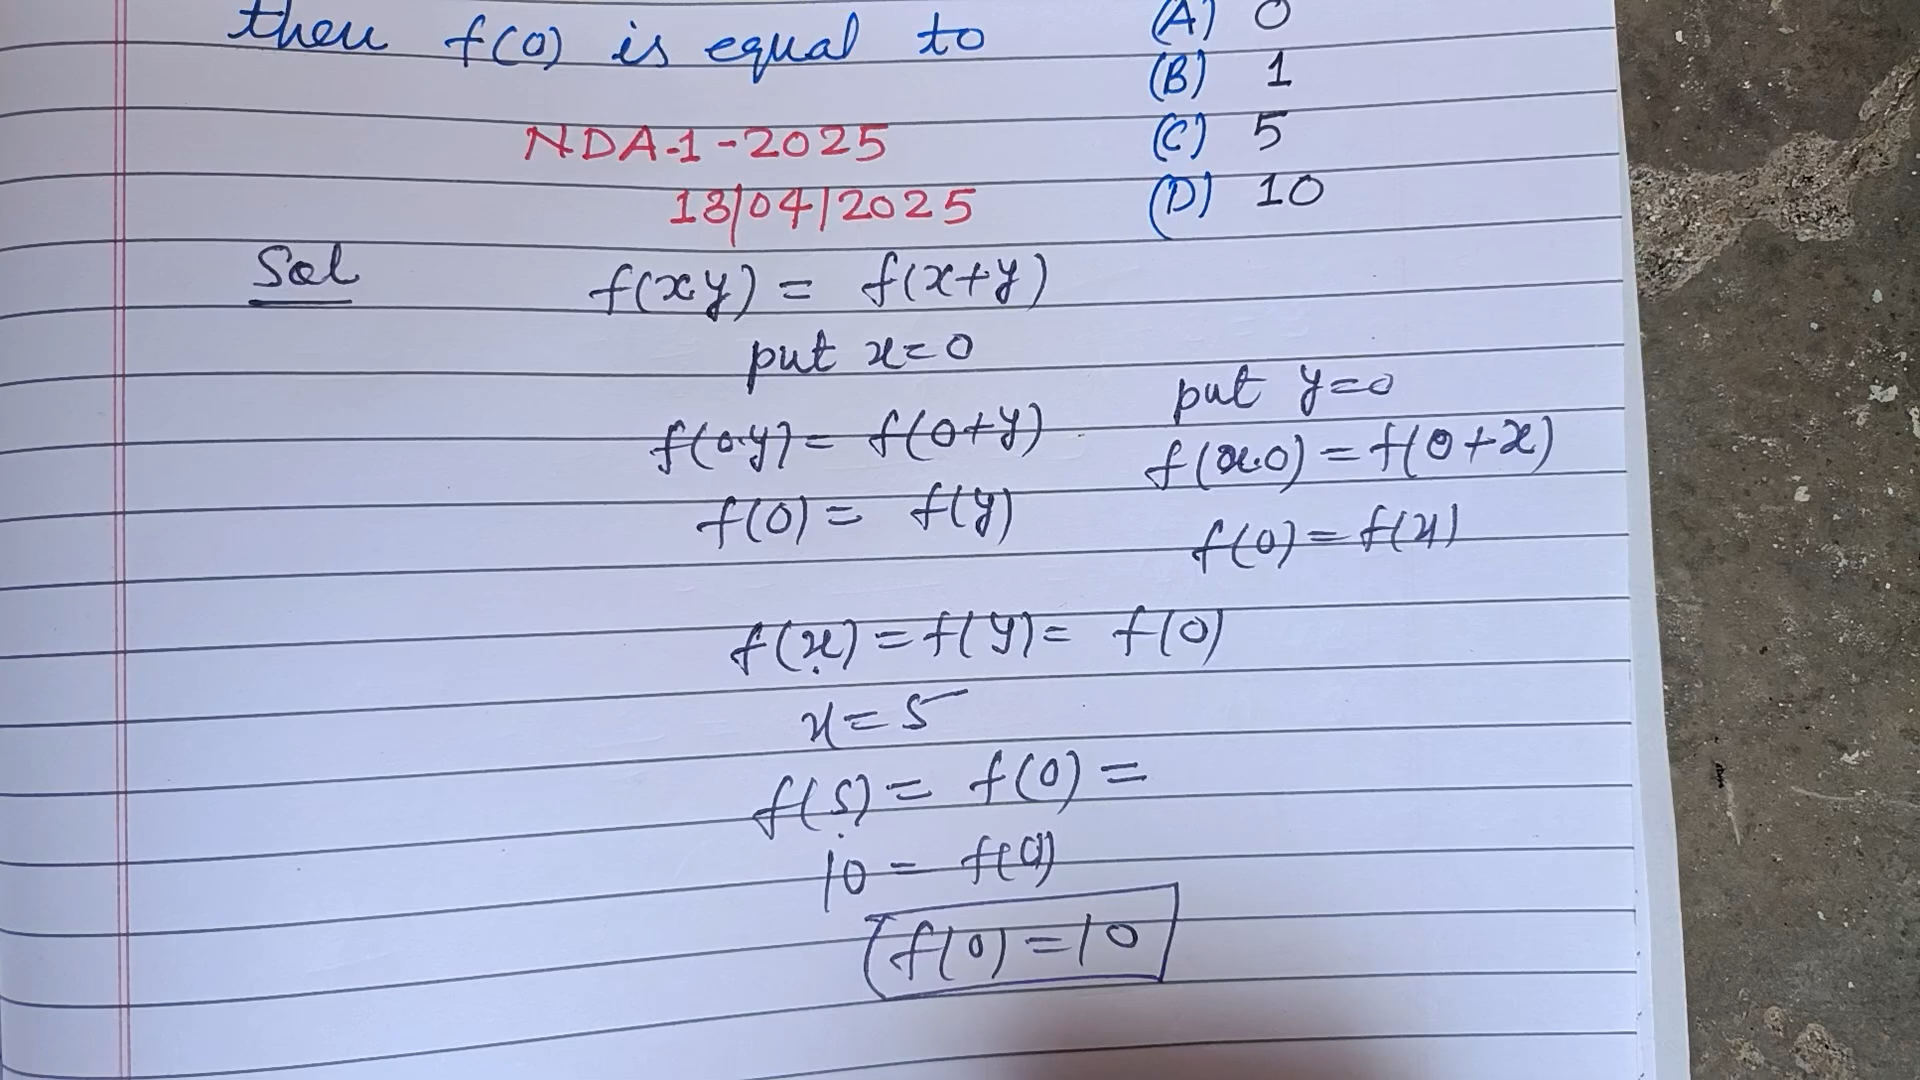 then f(0) is equal to (A) 0
(B) 1
NDA-1-2025 (C) 5
13/04/2025 (D) 10
Sol f(xy) = f(x+y)
put x=0
put y=0
f(0.y) = f(0+y)
f(x.0) = f(0+x)
f(0) = f(y)
f(0) = f(x)
f(x) = f(y) = f(0)
x=5
f(5) = f(0) =
10 = f(0)
f(0) = 10